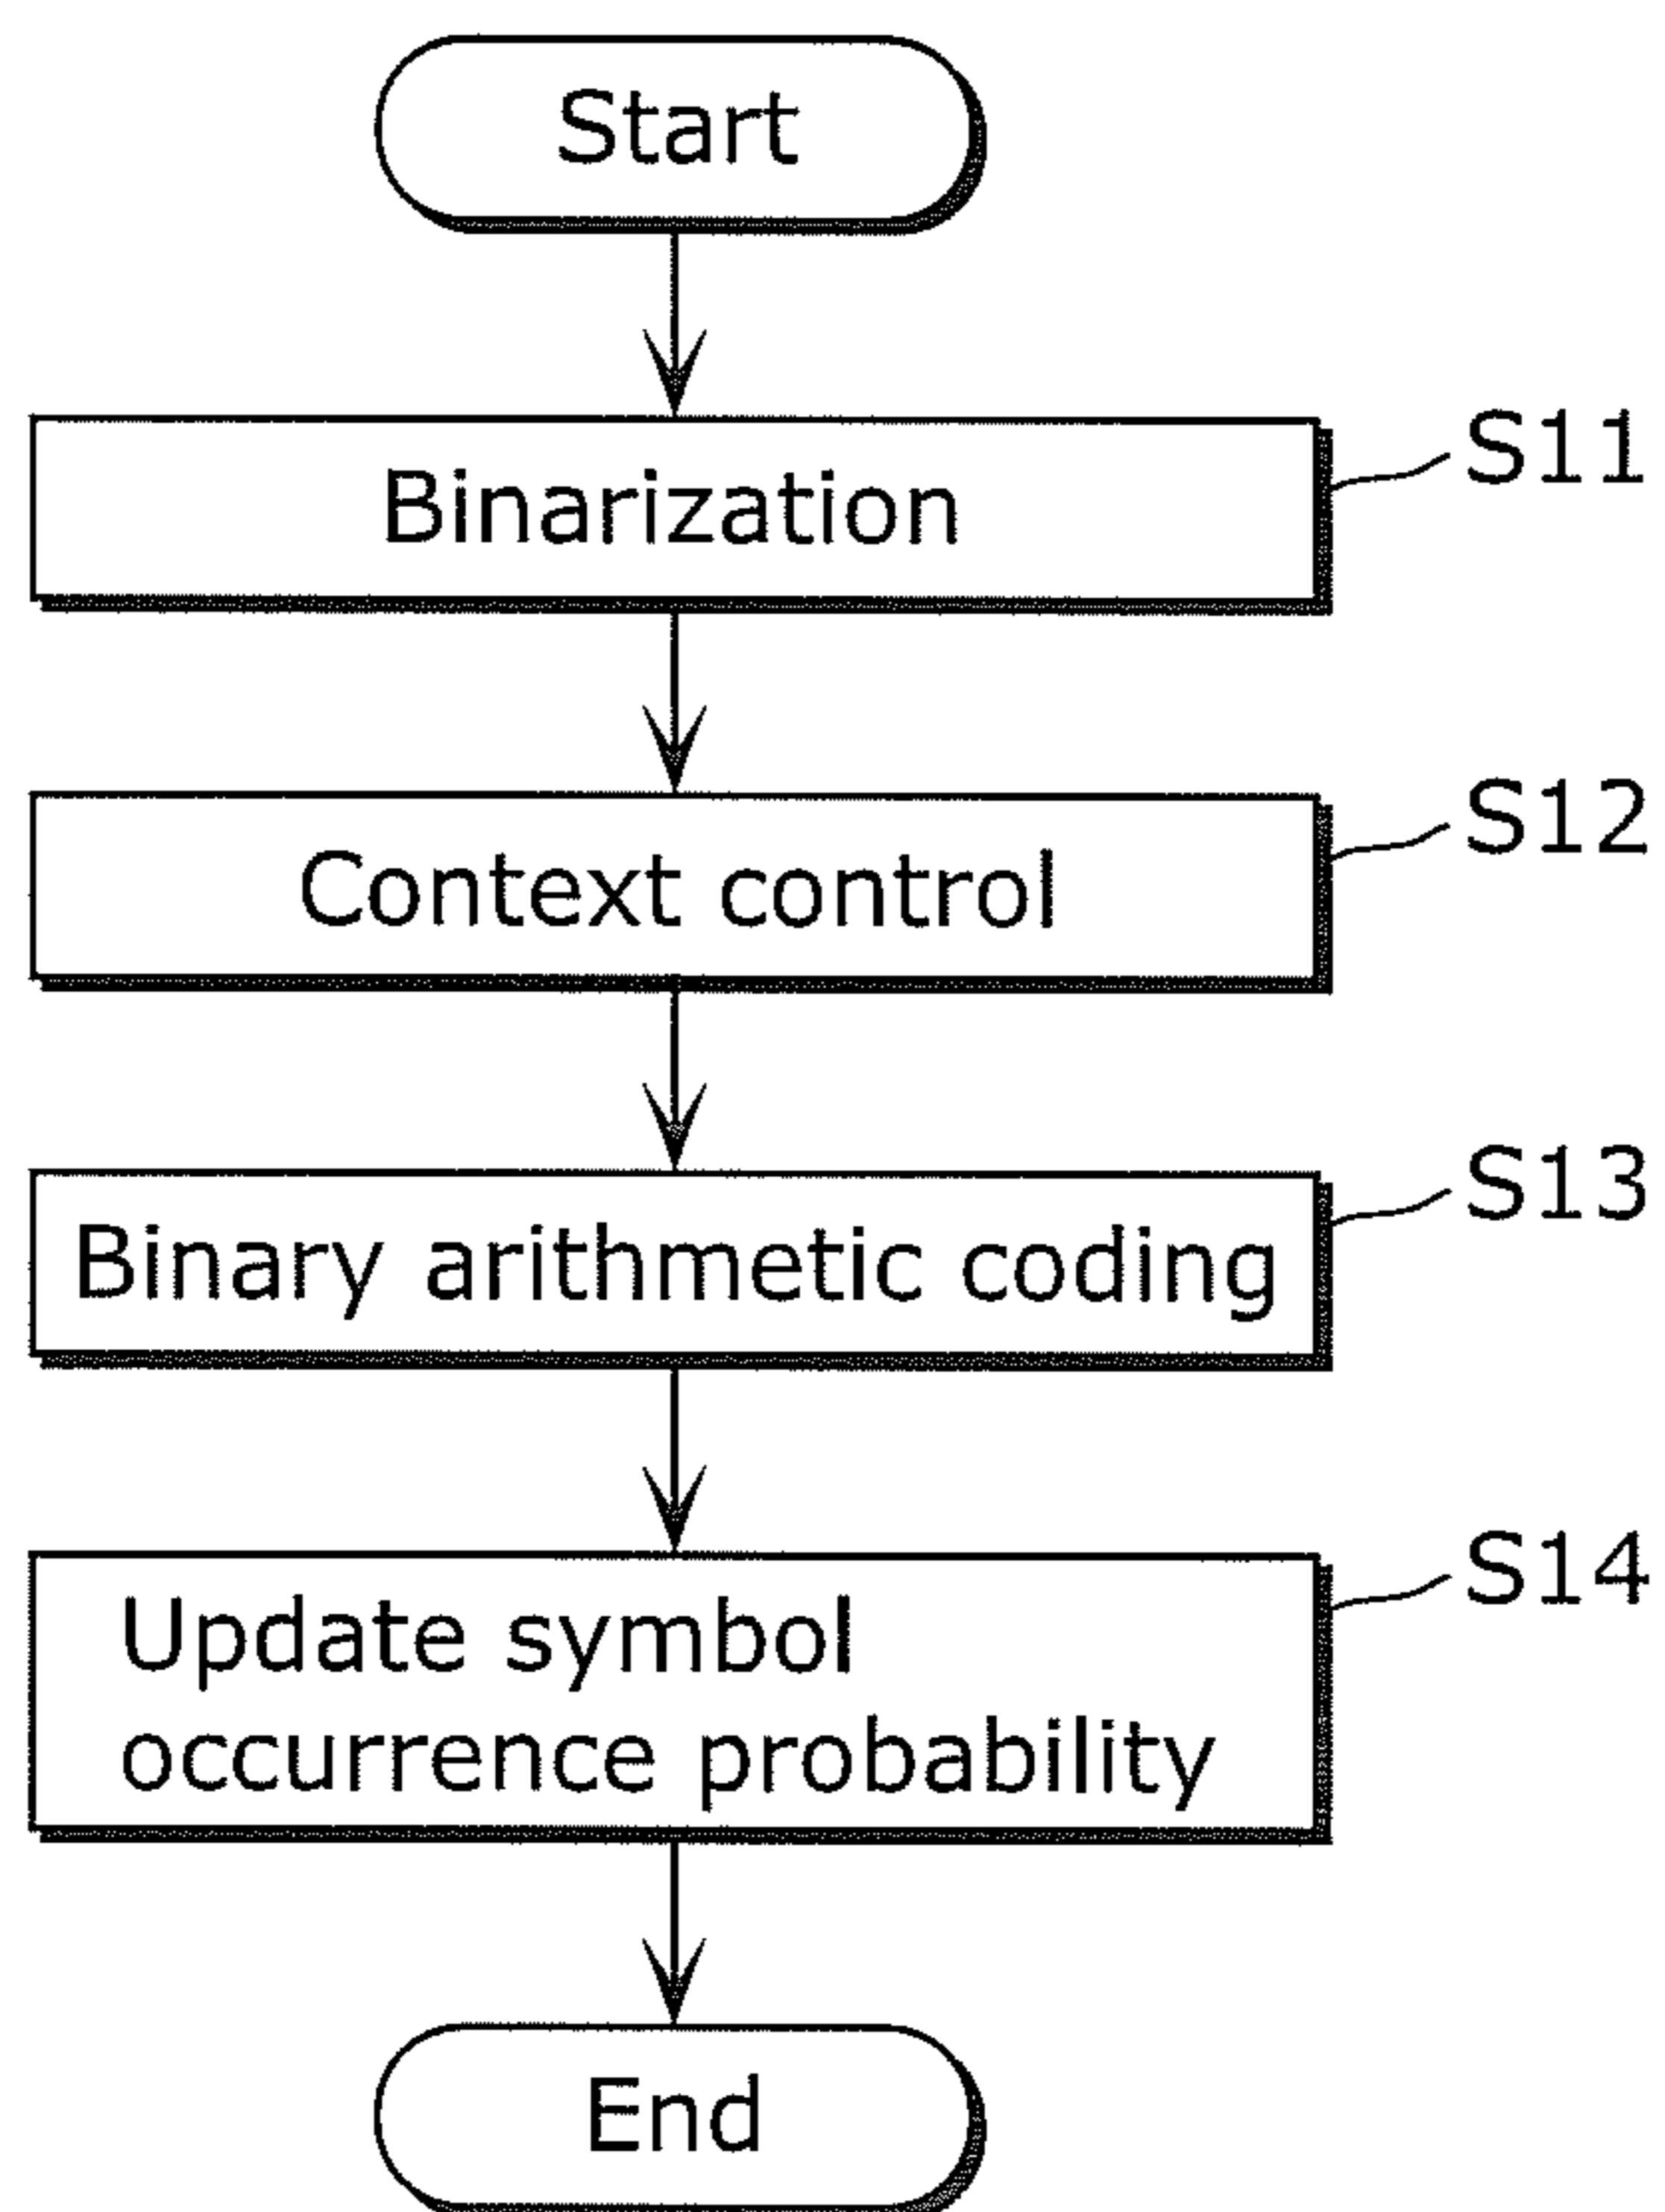 Start
Binarization
S11
Context control
S12
Binary arithmetic coding
S13
Update symbol
occurrence probability
S14
End